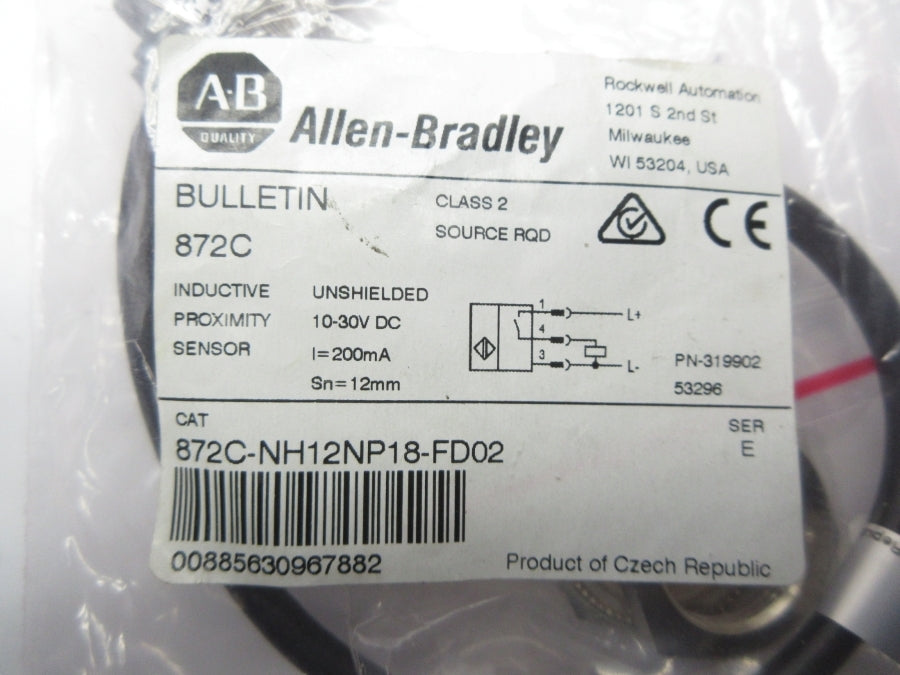 A-B
QUALITY
Allen-Bradley
Rockwell Automation
1201 S 2nd St
Milwaukee
WI 53204, USA
BULLETIN
872C
CLASS 2
SOURCE RQD
CE
INDUCTIVE
PROXIMITY
SENSOR
UNSHIELDED
10-30V DC
I=200mA
Sn=12mm
1
L+
4
3
L-
PN-319902
53296
CAT
872C-NH12NP18-FD02
SER
E
00885630967882
Product of Czech Republic